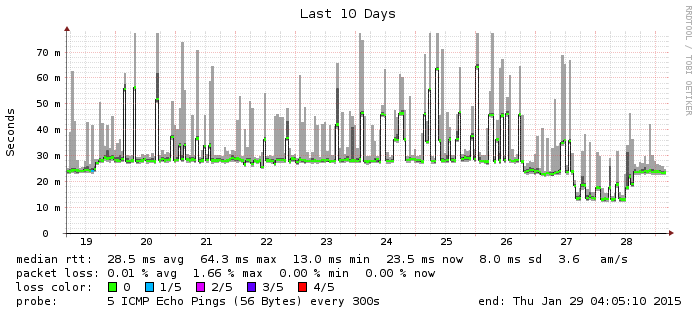 Last 10 Days
RRDTOOL / TOBI OETIKER
Seconds
70 m
60 m
50 m
40 m
30 m
20 m
10 m
0
19 20 21 22 23 24 25 26 27 28
median rtt: 28.5 ms avg 64.3 ms max 13.0 ms min 23.5 ms now 8.0 ms sd 3.6 am/s
packet loss: 0.01 % avg 1.66 % max 0.00 % min 0.00 % now
loss color: 0 1/5 2/5 3/5 4/5
probe: 5 ICMP Echo Pings (56 Bytes) every 300s end: Thu Jan 29 04:05:10 2015